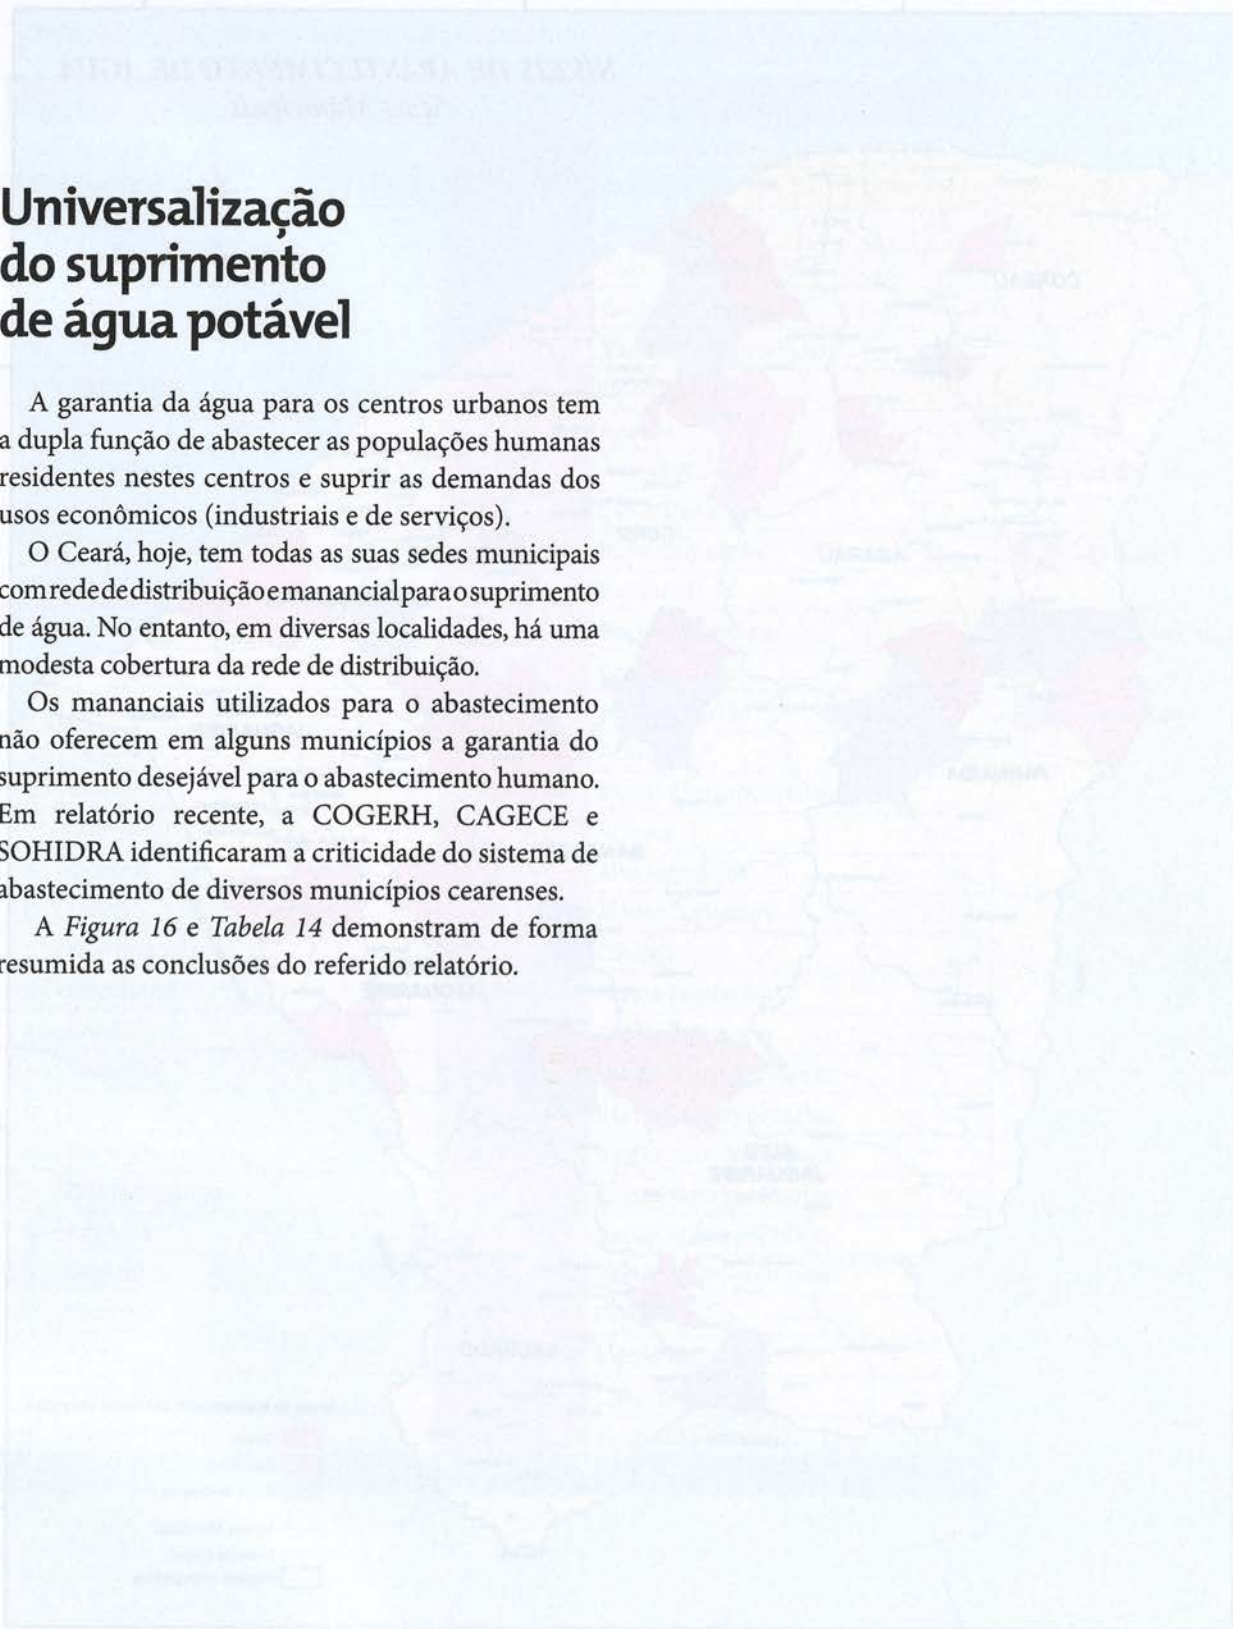 Universalização
do suprimento
de água potável
A garantia da água para os centros urbanos tem
a dupla função de abastecer as populações humanas
residentes nestes centros e suprir as demandas dos
usos econômicos (industriais e de serviços).
O Ceará, hoje, tem todas as suas sedes municipais
com rede de distribuição e manancial para o suprimento
de água. No entanto, em diversas localidades, há uma
modesta cobertura da rede de distribuição.
Os mananciais utilizados para o abastecimento
não oferecem em alguns municípios a garantia do
suprimento desejável para o abastecimento humano.
Em relatório recente, a COGERH, CAGECE e
SOHIDRA identificaram a criticidade do sistema de
abastecimento de diversos municípios cearenses.
A Figura 16 e Tabela 14 demonstram de forma
resumida as conclusões do referido relatório.